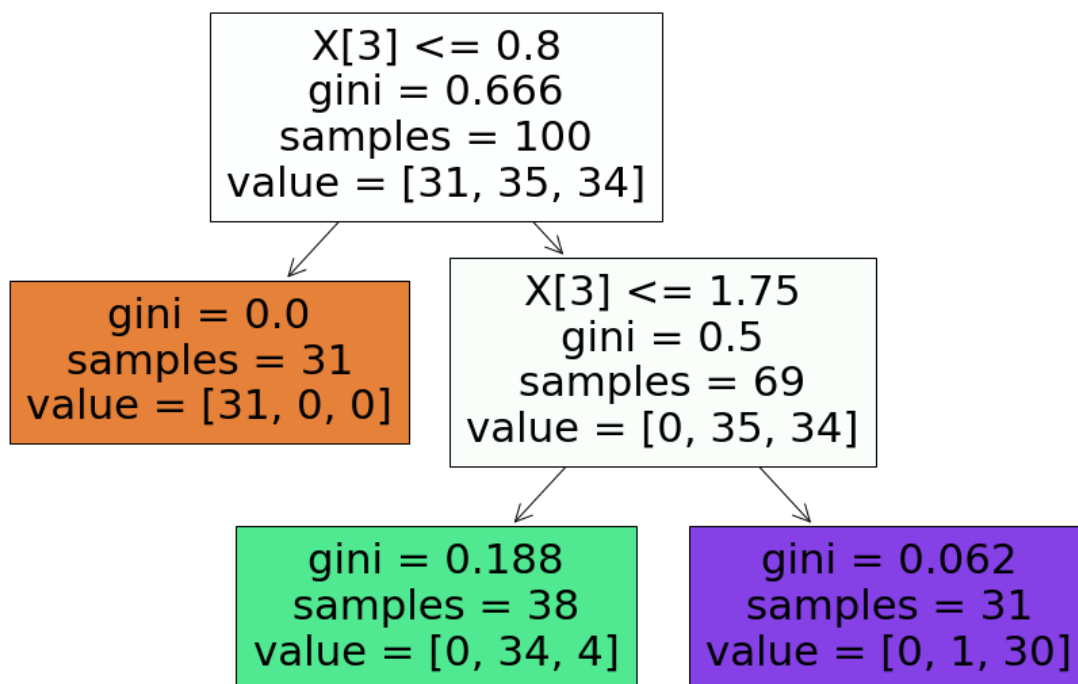 X[3] <= 0.8
gini = 0.666
samples = 100
value = [31, 35, 34]
gini = 0.0
samples = 31
value = [31, 0, 0]
X[3] <= 1.75
gini = 0.5
samples = 69
value = [0, 35, 34]
gini = 0.188
samples = 38
value = [0, 34, 4]
gini = 0.062
samples = 31
value = [0, 1, 30]